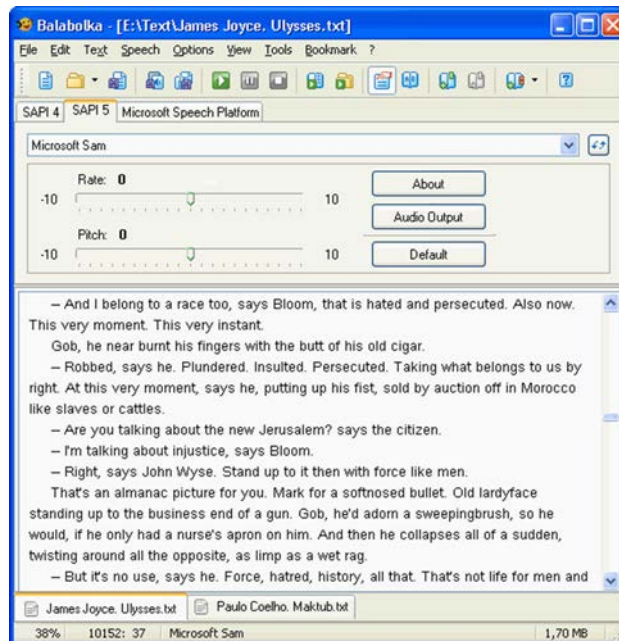 Balabolka - [E:\Text\James Joyce. Ulysses.txt]
File Edit Text Speech Options View Tools Bookmark ?
SAPI 4 SAPI 5 Microsoft Speech Platform
Microsoft Sam
Rate: 0
-10 10
About
Audio Output
Pitch: 0
-10 10
Default
– And I belong to a race too, says Bloom, that is hated and persecuted. Also now.
This very moment. This very instant.
Gob, he near burnt his fingers with the butt of his old cigar.
– Robbed, says he. Plundered. Insulted. Persecuted. Taking what belongs to us by
right. At this very moment, says he, putting up his fist, sold by auction off in Morocco
like slaves or cattles.
– Are you talking about the new Jerusalem? says the citizen.
– I'm talking about injustice, says Bloom.
– Right, says John Wyse. Stand up to it then with force like men.
That's an almanac picture for you. Mark for a softnosed bullet. Old lardyface
standing up to the business end of a gun. Gob, he'd adorn a sweepingbrush, so he
would, if he only had a nurse's apron on him. And then he collapses all of a sudden,
twisting around all the opposite, as limp as a wet rag.
– But it's no use, says he. Force, hatred, history, all that. That's not life for men and
James Joyce. Ulysses.txt Paulo Coelho. Maktub.txt
38% 10152: 37 Microsoft Sam 1,70 MB